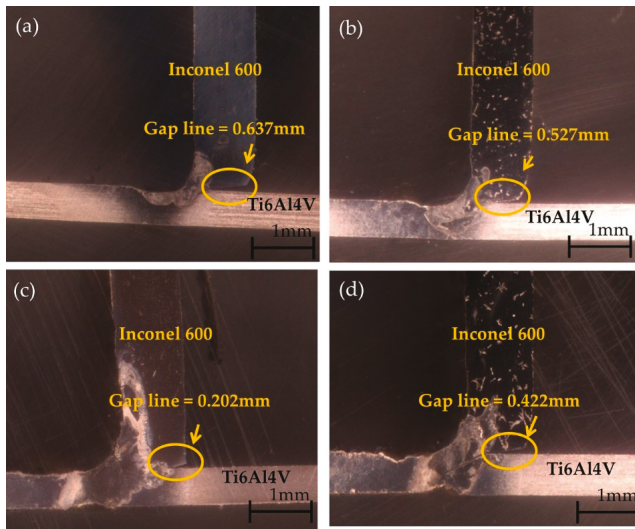 (a)
Inconel 600
Gap line = 0.637mm
Ti6Al4V
1mm
(b)
Inconel 600
Gap line = 0.527mm
Ti6Al4V
1mm
(c)
Inconel 600
Gap line = 0.202mm
Ti6Al4V
1mm
(d)
Inconel 600
Gap line = 0.422mm
Ti6Al4V
1mm